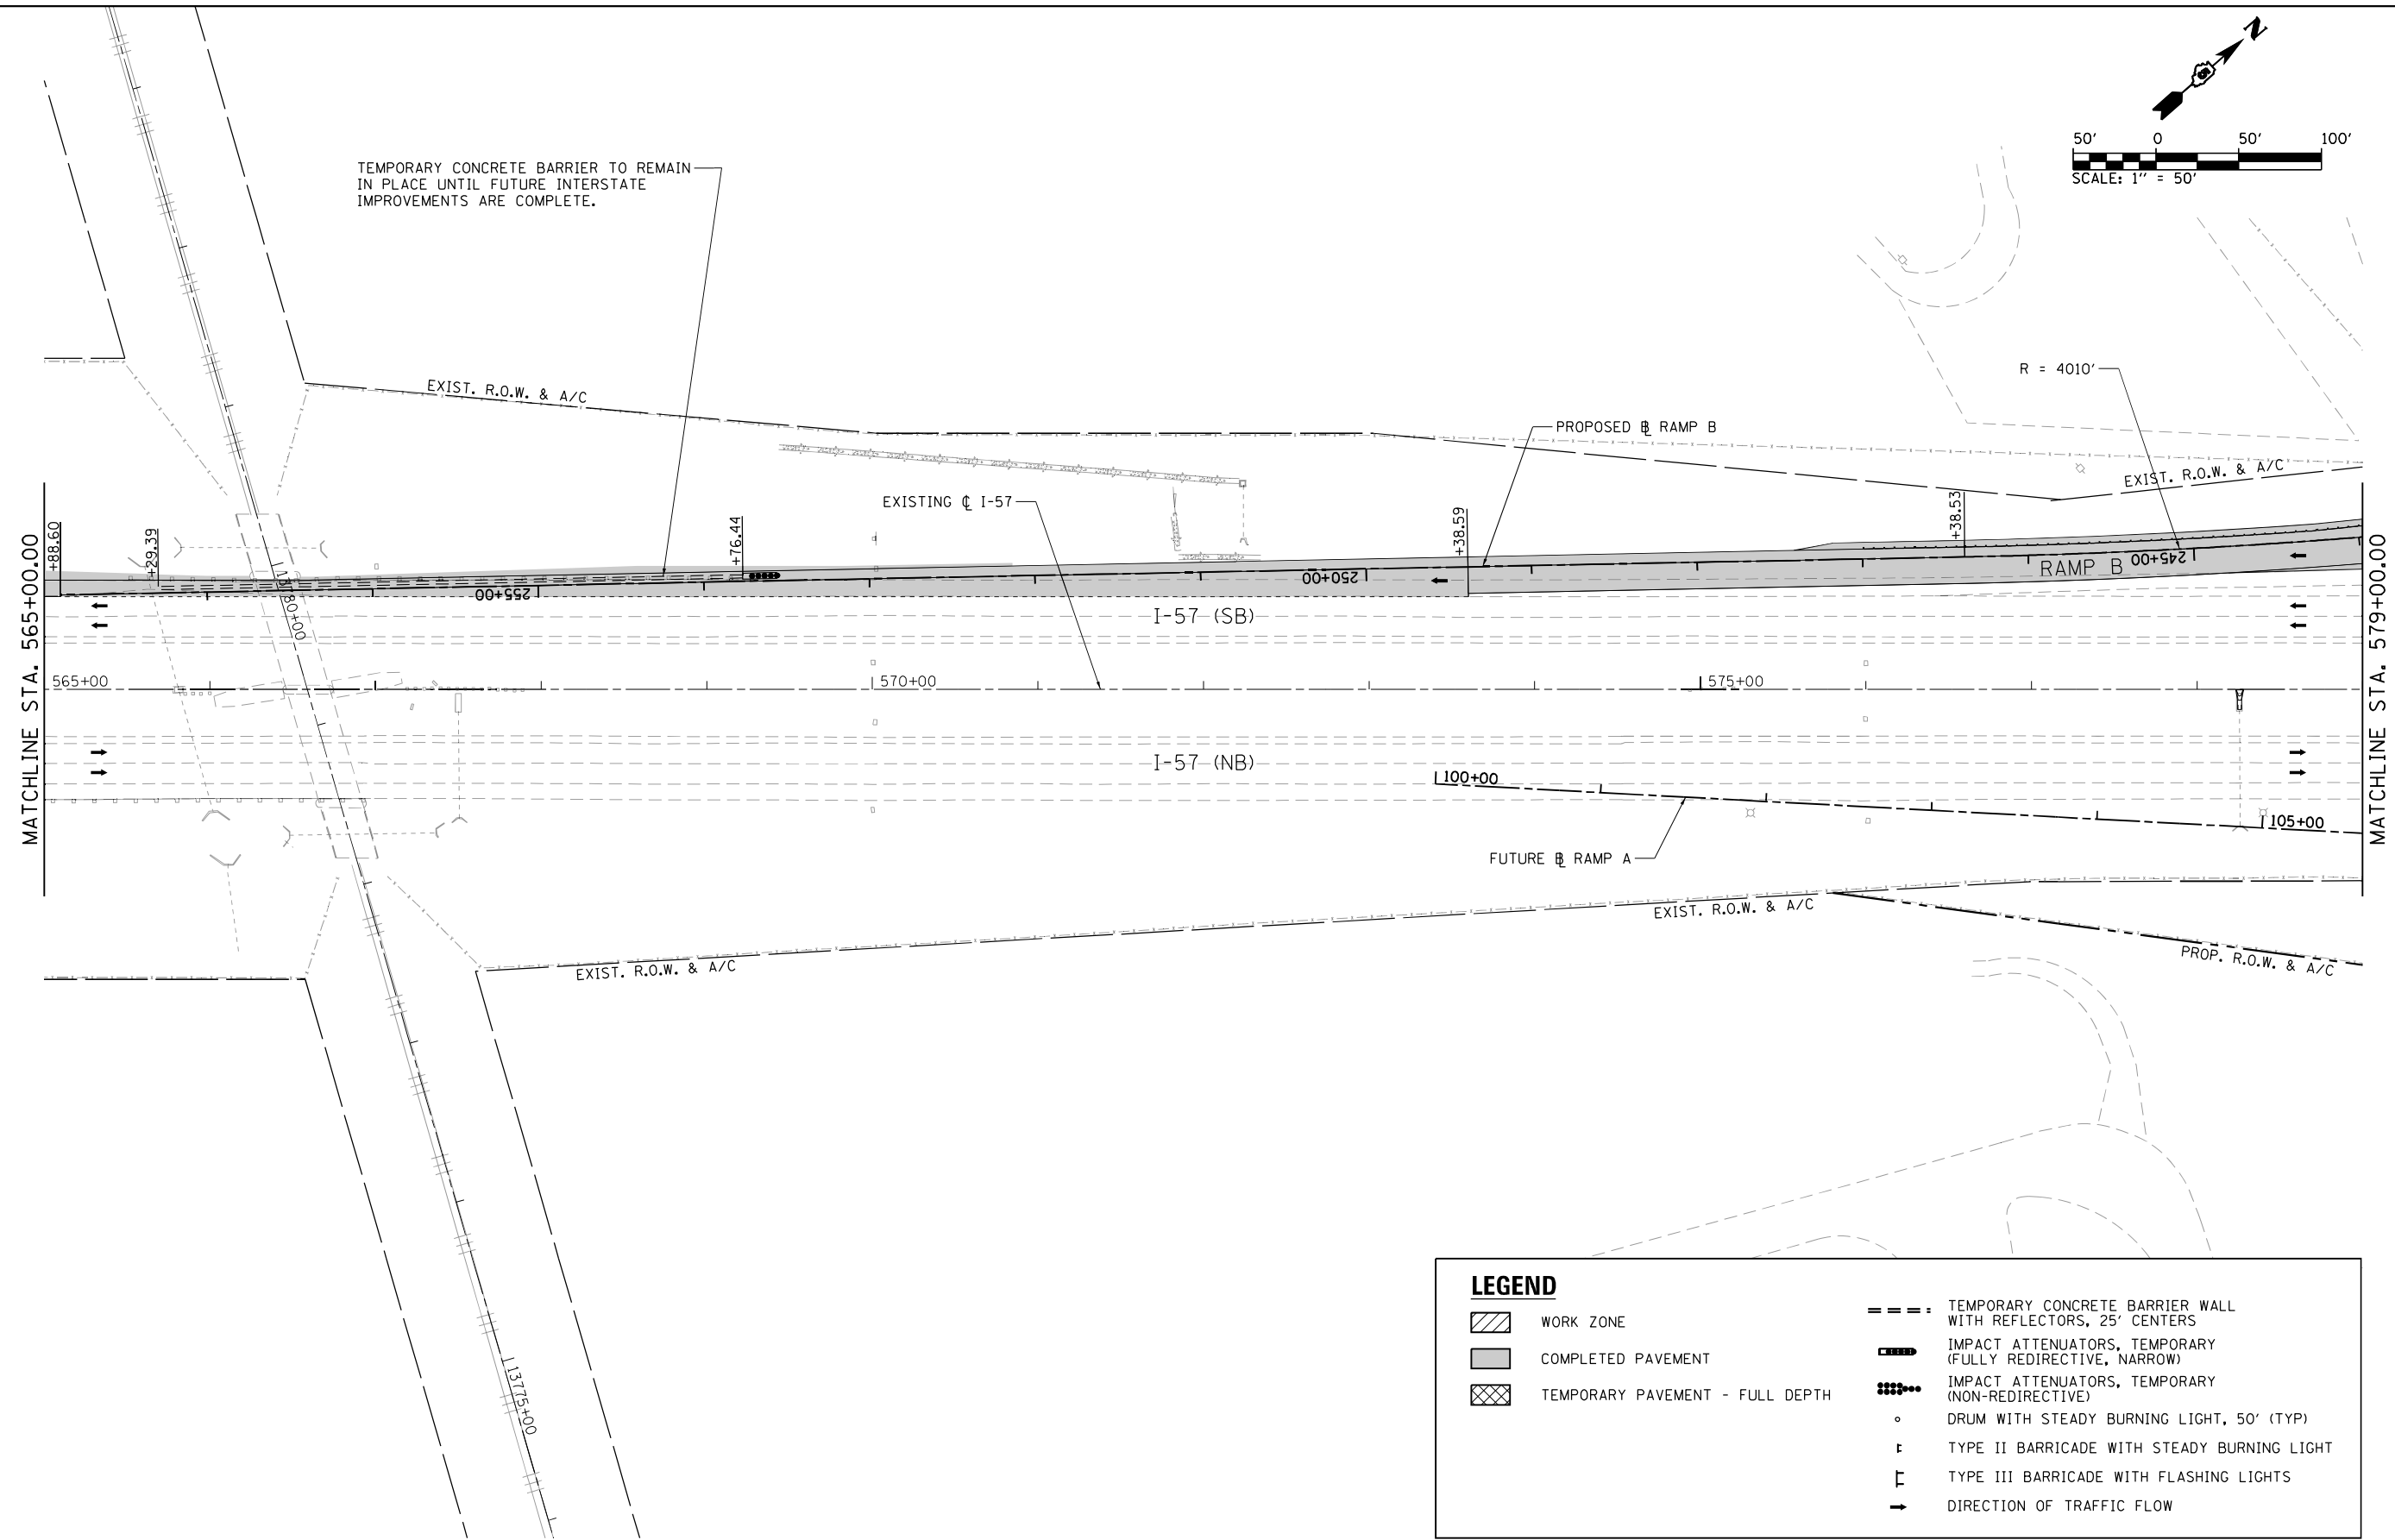 N
50' 0 50' 100'
SCALE: 1" = 50'
TEMPORARY CONCRETE BARRIER TO REMAIN
IN PLACE UNTIL FUTURE INTERSTATE
IMPROVEMENTS ARE COMPLETE.
R = 4010'
EXIST. R.O.W. & A/C
PROPOSED ℄ RAMP B
EXIST. R.O.W. & A/C
EXISTING ℄ I-57
+88.60
+29.39
+76.44
+38.59
+38.53
MATCHLINE STA. 565+00.00
MATCHLINE STA. 579+00.00
13780+00
255+00
250+00
245+00
RAMP B
I-57 (SB)
565+00
570+00
575+00
I-57 (NB)
100+00
105+00
FUTURE ℄ RAMP A
EXIST. R.O.W. & A/C
EXIST. R.O.W. & A/C
PROP. R.O.W. & A/C
13775+00
LEGEND
WORK ZONE
COMPLETED PAVEMENT
TEMPORARY PAVEMENT - FULL DEPTH
TEMPORARY CONCRETE BARRIER WALL
WITH REFLECTORS, 25' CENTERS
IMPACT ATTENUATORS, TEMPORARY
(FULLY REDIRECTIVE, NARROW)
IMPACT ATTENUATORS, TEMPORARY
(NON-REDIRECTIVE)
DRUM WITH STEADY BURNING LIGHT, 50' (TYP)
TYPE II BARRICADE WITH STEADY BURNING LIGHT
TYPE III BARRICADE WITH FLASHING LIGHTS
DIRECTION OF TRAFFIC FLOW